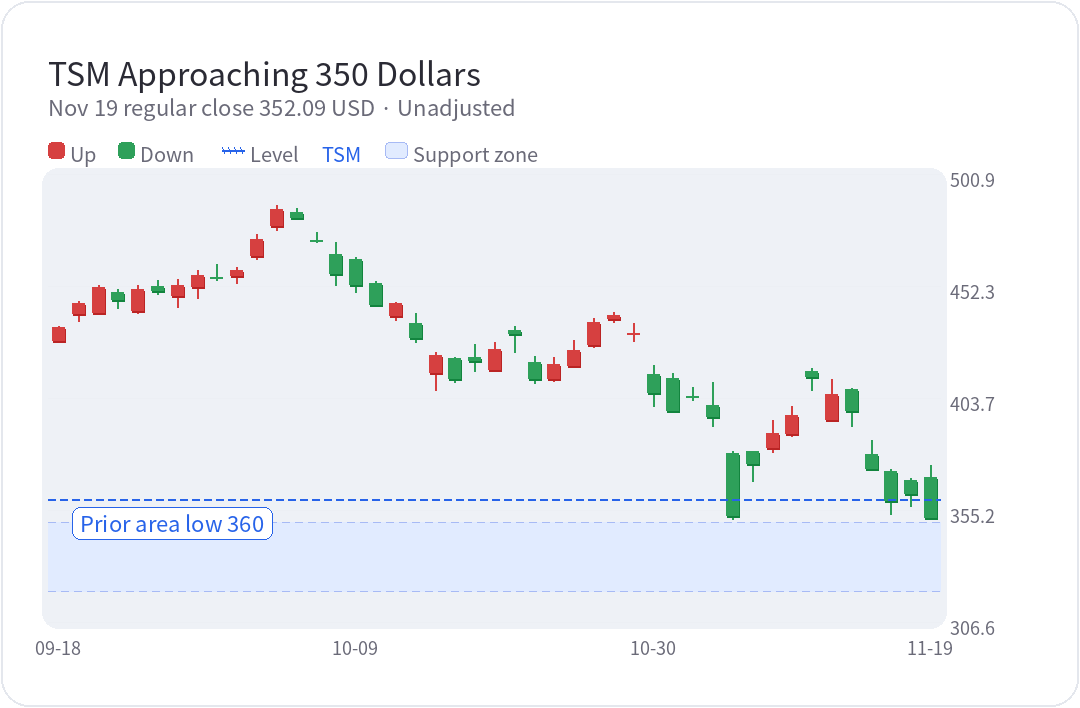 TSM Approaching 350 Dollars
Nov 19 regular close 352.09 USD · Unadjusted
Up Down Level TSM Support zone
500.9
452.3
403.7
Prior area low 360
355.2
306.6
09-18 10-09 10-30 11-19